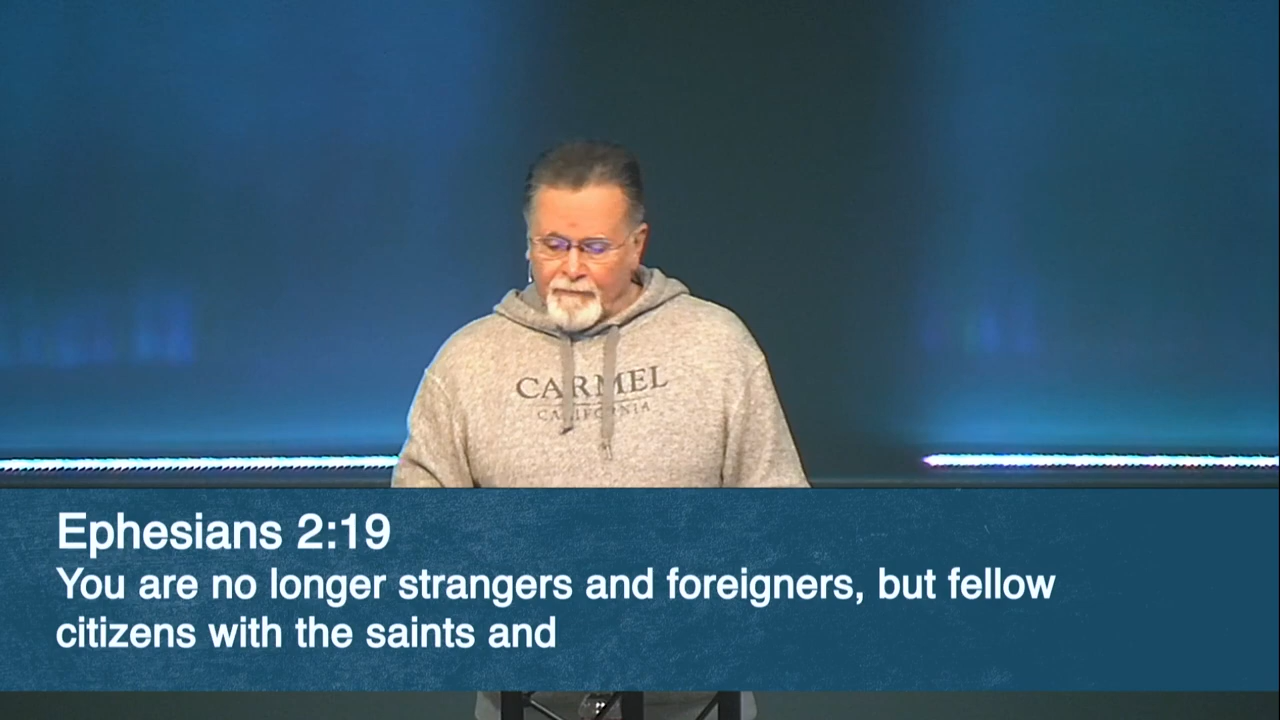 CARMEL
CALIFORNIA
Ephesians 2:19
You are no longer strangers and foreigners, but fellow
citizens with the saints and